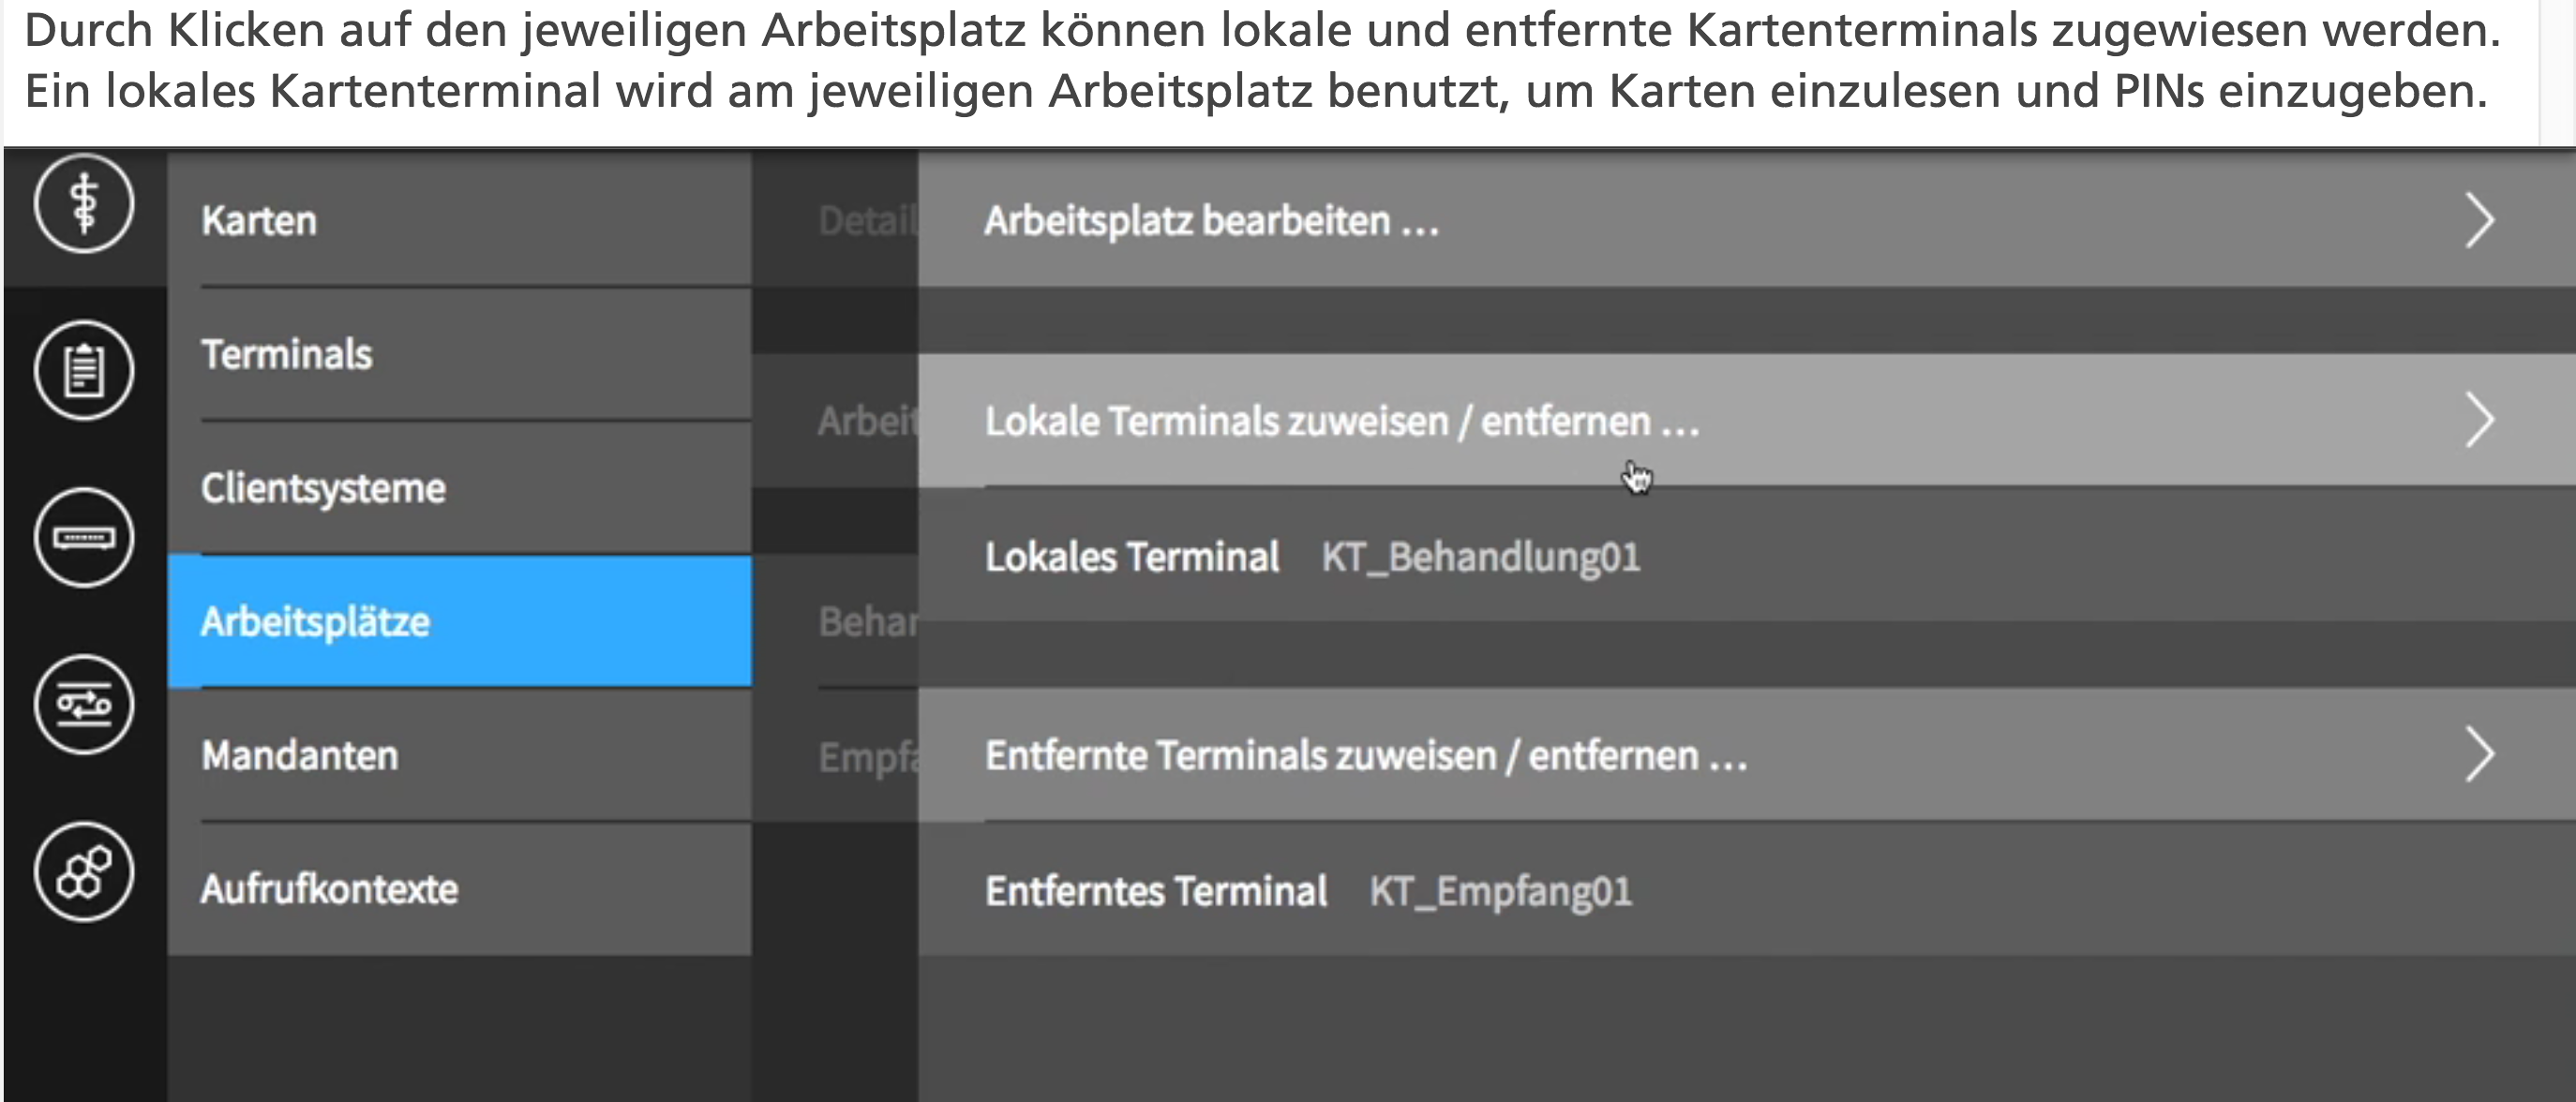 Durch Klicken auf den jeweiligen Arbeitsplatz können lokale und entfernte Kartenterminals zugewiesen werden.
Ein lokales Kartenterminal wird am jeweiligen Arbeitsplatz benutzt, um Karten einzulesen und PINs einzugeben.
Karten
Terminals
Clientsysteme
Arbeitsplätze
Mandanten
Aufrufkontexte
Detail
Arbeit
Behan
Empfa
Arbeitsplatz bearbeiten ...
Lokale Terminals zuweisen / entfernen ...
Lokales Terminal KT_Behandlung01
Entfernte Terminals zuweisen / entfernen ...
Entferntes Terminal KT_Empfang01